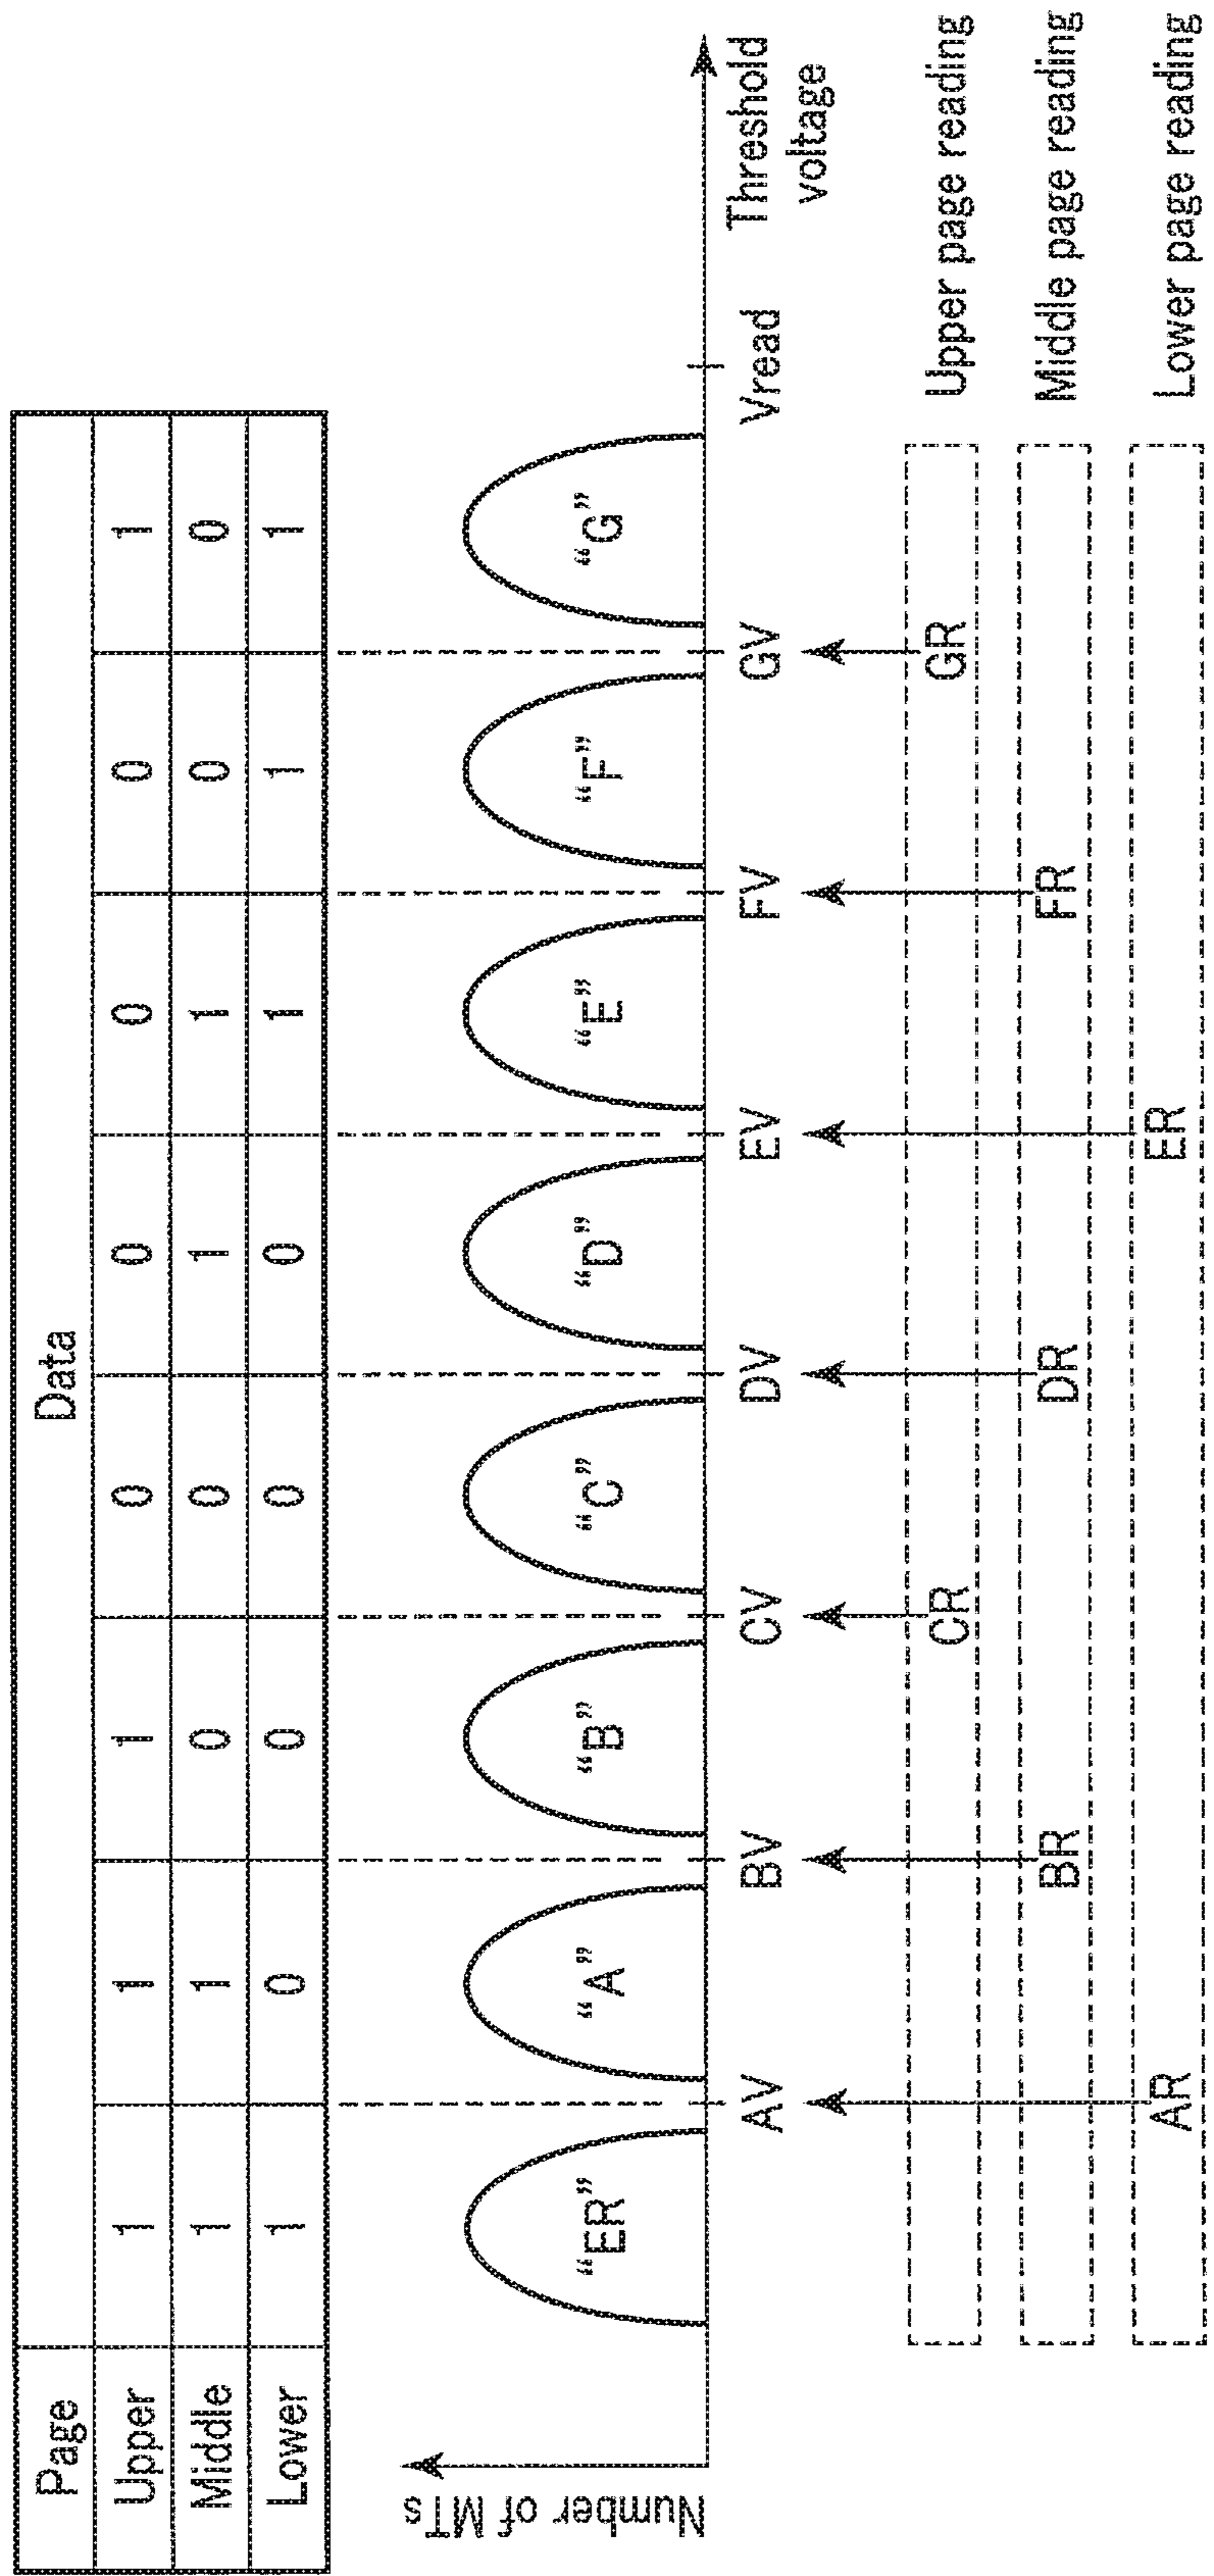 Page Data
Upper 1 1 1 0 0 0 0 1
Middle 1 1 0 0 1 1 0 0
Lower 1 0 0 0 0 1 1 1
Number of MTs
“ER” “A” “B” “C” “D” “E” “F” “G”
AV BV CV DV EV FV GV Vread Threshold
voltage
CR GR Upper page reading
BR DR FR Middle page reading
AR ER Lower page reading